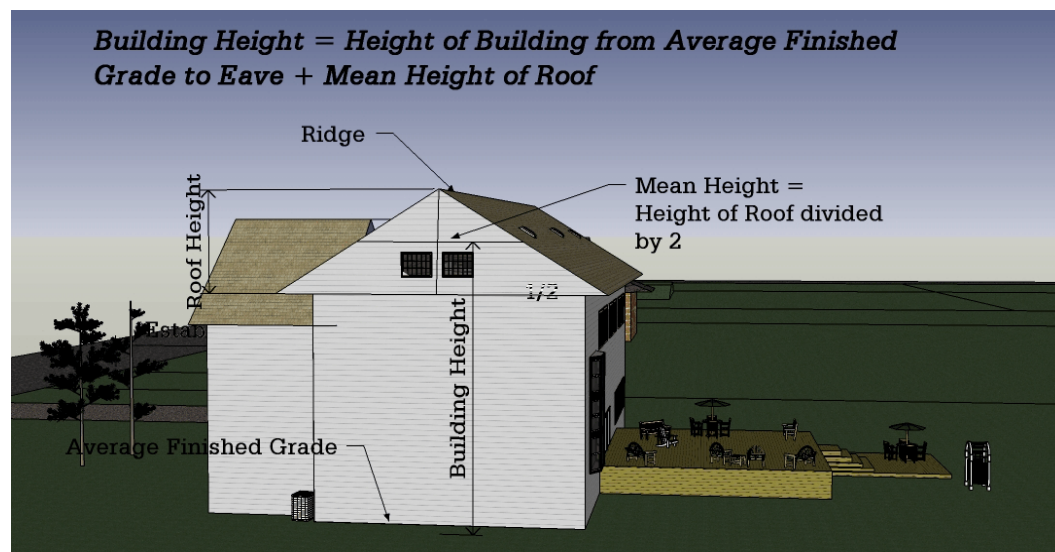 Building Height = Height of Building from Average Finished
Grade to Eave + Mean Height of Roof
Ridge
Mean Height =
Height of Roof divided
by 2
Roof Height
1/2
Building Height
Average Finished Grade